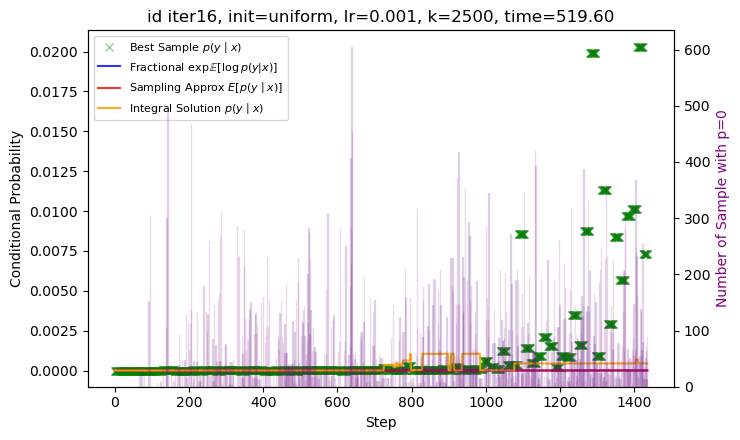 id iter16, init=uniform, lr=0.001, k=2500, time=519.60
Best Sample p(y | x)
Fractional exp𝔼[log p(y|x)]
Sampling Approx E[p(y | x)]
Integral Solution p(y | x)
Conditional Probability
0.0200
0.0175
0.0150
0.0125
0.0100
0.0075
0.0050
0.0025
0.0000
600
500
400
300
200
100
0
Number of Sample with p=0
0 200 400 600 800 1000 1200 1400
Step